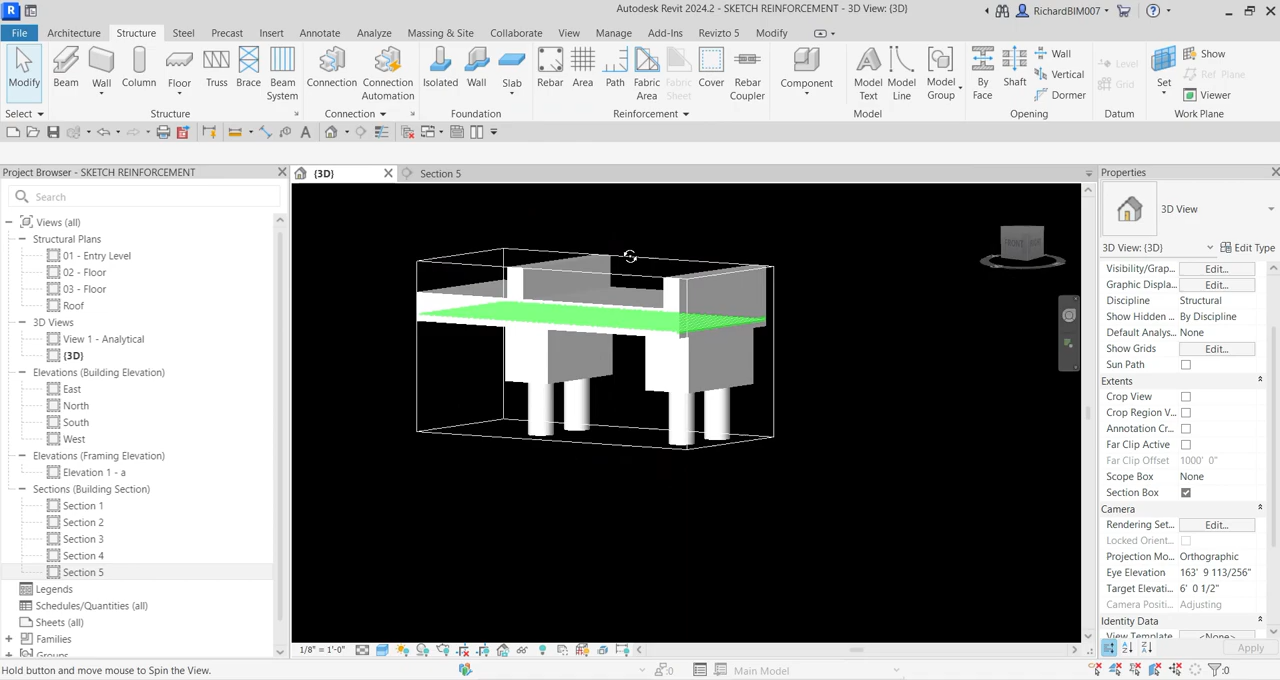 R Autodesk Revit 2024.2 - SKETCH REINFORCEMENT - 3D View: {3D} RichardBIM007
File Architecture Structure Steel Precast Insert Annotate Analyze Massing & Site Collaborate View Manage Add-Ins Revizto 5 Modify
Modify Beam Wall Column Floor Truss Brace Beam System Connection Connection Automation Isolated Wall Slab Rebar Area Path Fabric Area Fabric Sheet Cover Rebar Coupler Component Model Text Model Line Model Group By Face Shaft Wall Vertical Dormer Level Grid Set Show Ref Plane Viewer
Select Structure Connection Foundation Reinforcement Model Opening Datum Work Plane
Project Browser - SKETCH REINFORCEMENT
Search
Views (all)
Structural Plans
01 - Entry Level
02 - Floor
03 - Floor
Roof
3D Views
View 1 - Analytical
{3D}
Elevations (Building Elevation)
East
North
South
West
Elevations (Framing Elevation)
Elevation 1 - a
Sections (Building Section)
Section 1
Section 2
Section 3
Section 4
Section 5
Legends
Schedules/Quantities (all)
Sheets (all)
Families
Groups
{3D} Section 5
FRONT
Properties
3D View
3D View: {3D} Edit Type
Visibility/Grap... Edit...
Graphic Displa... Edit...
Discipline Structural
Show Hidden ... By Discipline
Default Analys... None
Show Grids Edit...
Sun Path
Extents
Crop View
Crop Region V...
Annotation Cr...
Far Clip Active
Far Clip Offset 1000' 0"
Scope Box None
Section Box
Camera
Rendering Set... Edit...
Locked Orient...
Projection Mo... Orthographic
Eye Elevation 163' 9 113/256"
Target Elevati... 6' 0 1/2"
Camera Positi... Adjusting
Identity Data
View Template <None>
Apply
1/8" = 1'-0"
Hold button and move mouse to Spin the View. :0 Main Model :0